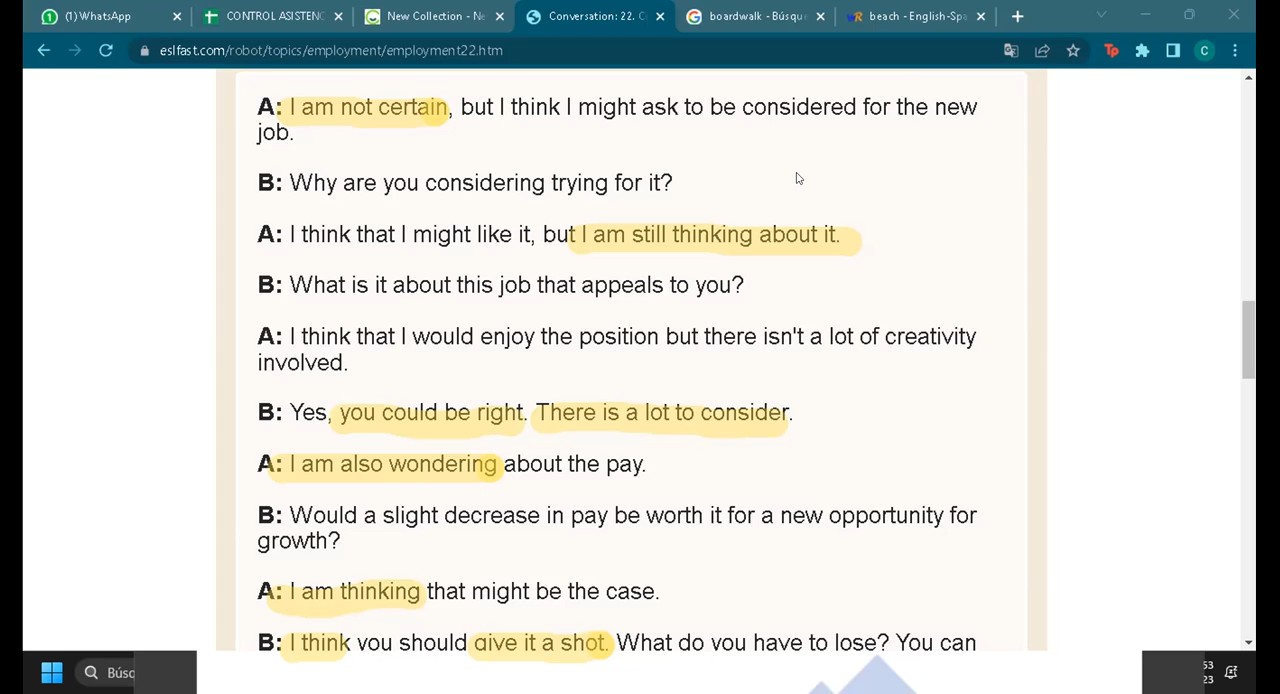 (1) WhatsApp
CONTROL ASISTENC
New Collection - Ne
Conversation: 22. C
boardwalk - Búsque
beach - English-Spa
eslfast.com/robot/topics/employment/employment22.htm
Tp
C
A: I am not certain, but I think I might ask to be considered for the new
job.
B: Why are you considering trying for it?
A: I think that I might like it, but I am still thinking about it.
B: What is it about this job that appeals to you?
A: I think that I would enjoy the position but there isn't a lot of creativity
involved.
B: Yes, you could be right. There is a lot to consider.
A: I am also wondering about the pay.
B: Would a slight decrease in pay be worth it for a new opportunity for
growth?
A: I am thinking that might be the case.
B: I think you should give it a shot. What do you have to lose? You can
Búsq
53
23